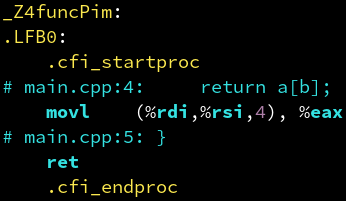 _Z4funcPim:
.LFB0:
    .cfi_startproc
# main.cpp:4:     return a[b];
    movl    (%rdi,%rsi,4), %eax
# main.cpp:5: }
    ret
    .cfi_endproc